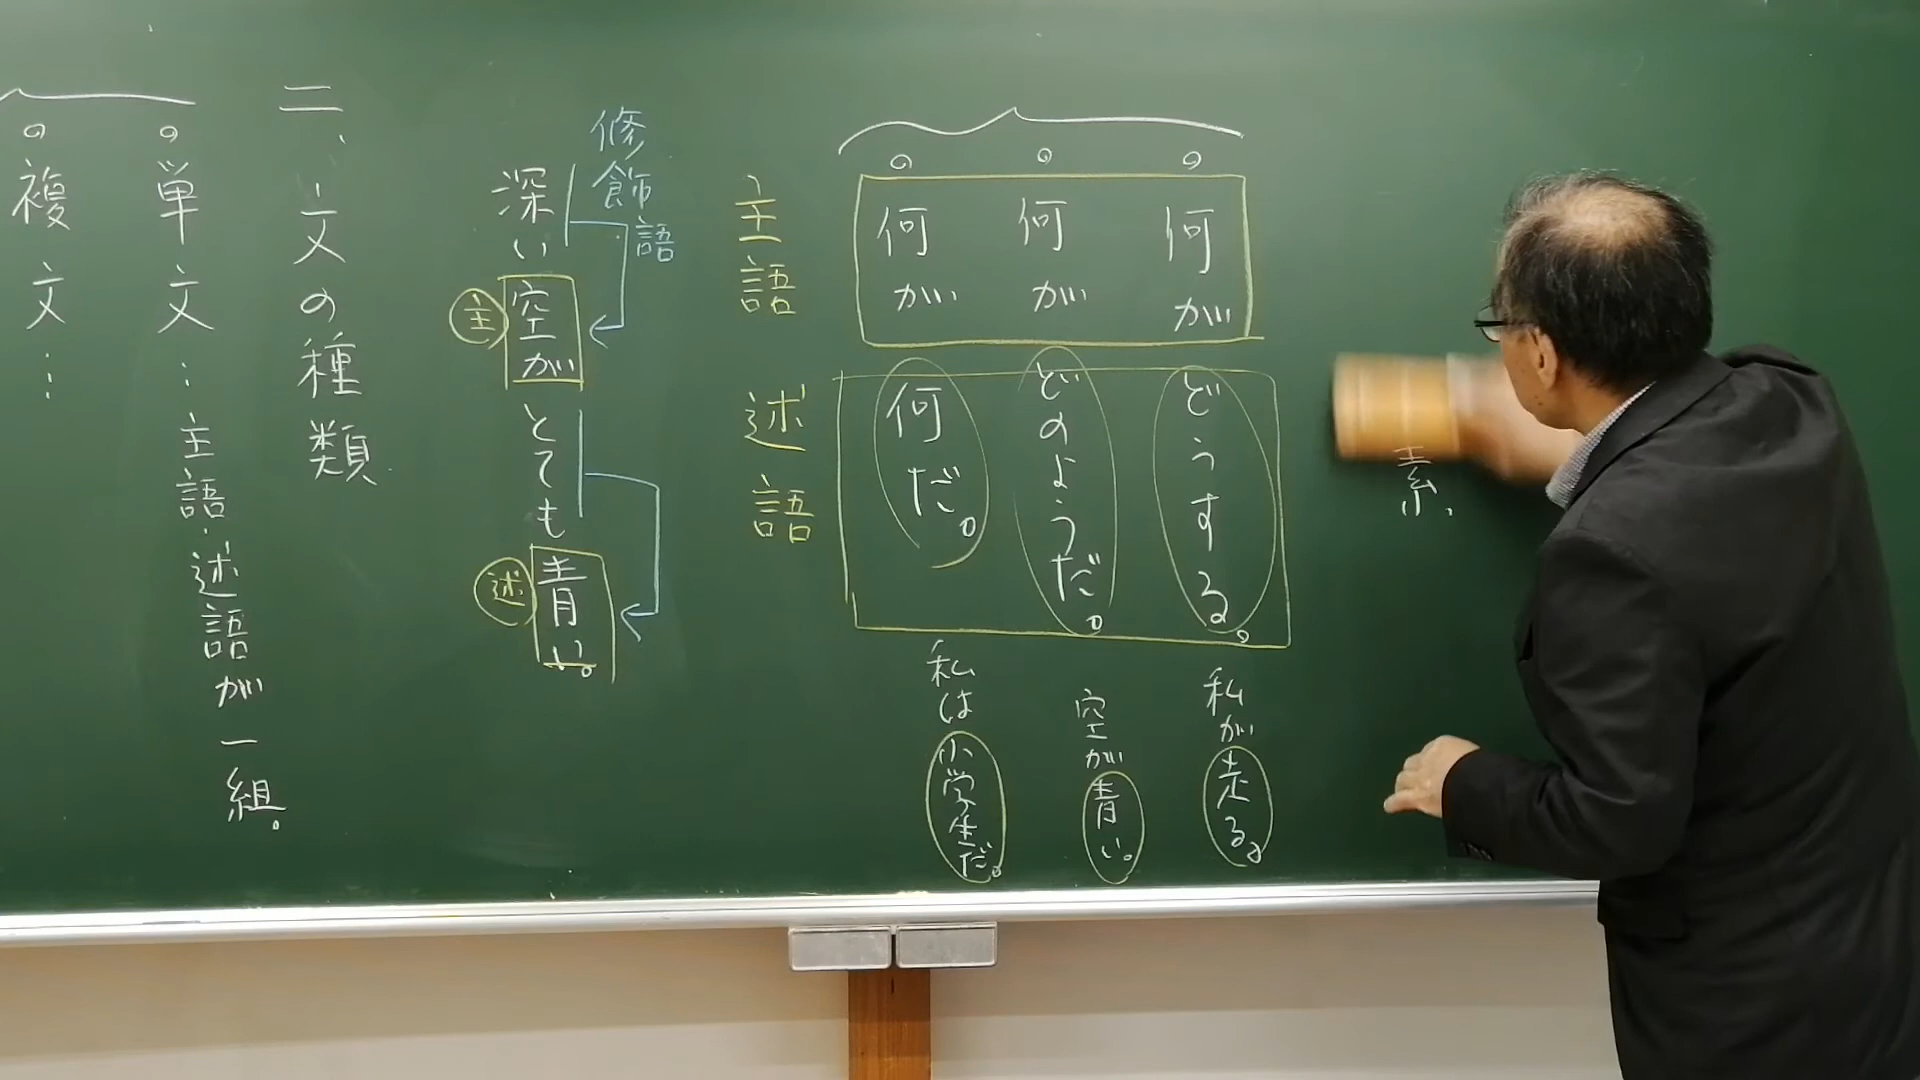 素、
何がどうする。
私が走る。
何がどのようだ。
空が青い。
何が何だ。
私は小学生だ。
主語
述語
修飾語
深い空がとても青い。
主
述
二、文の種類
単文…主語・述語が一組。
複文…